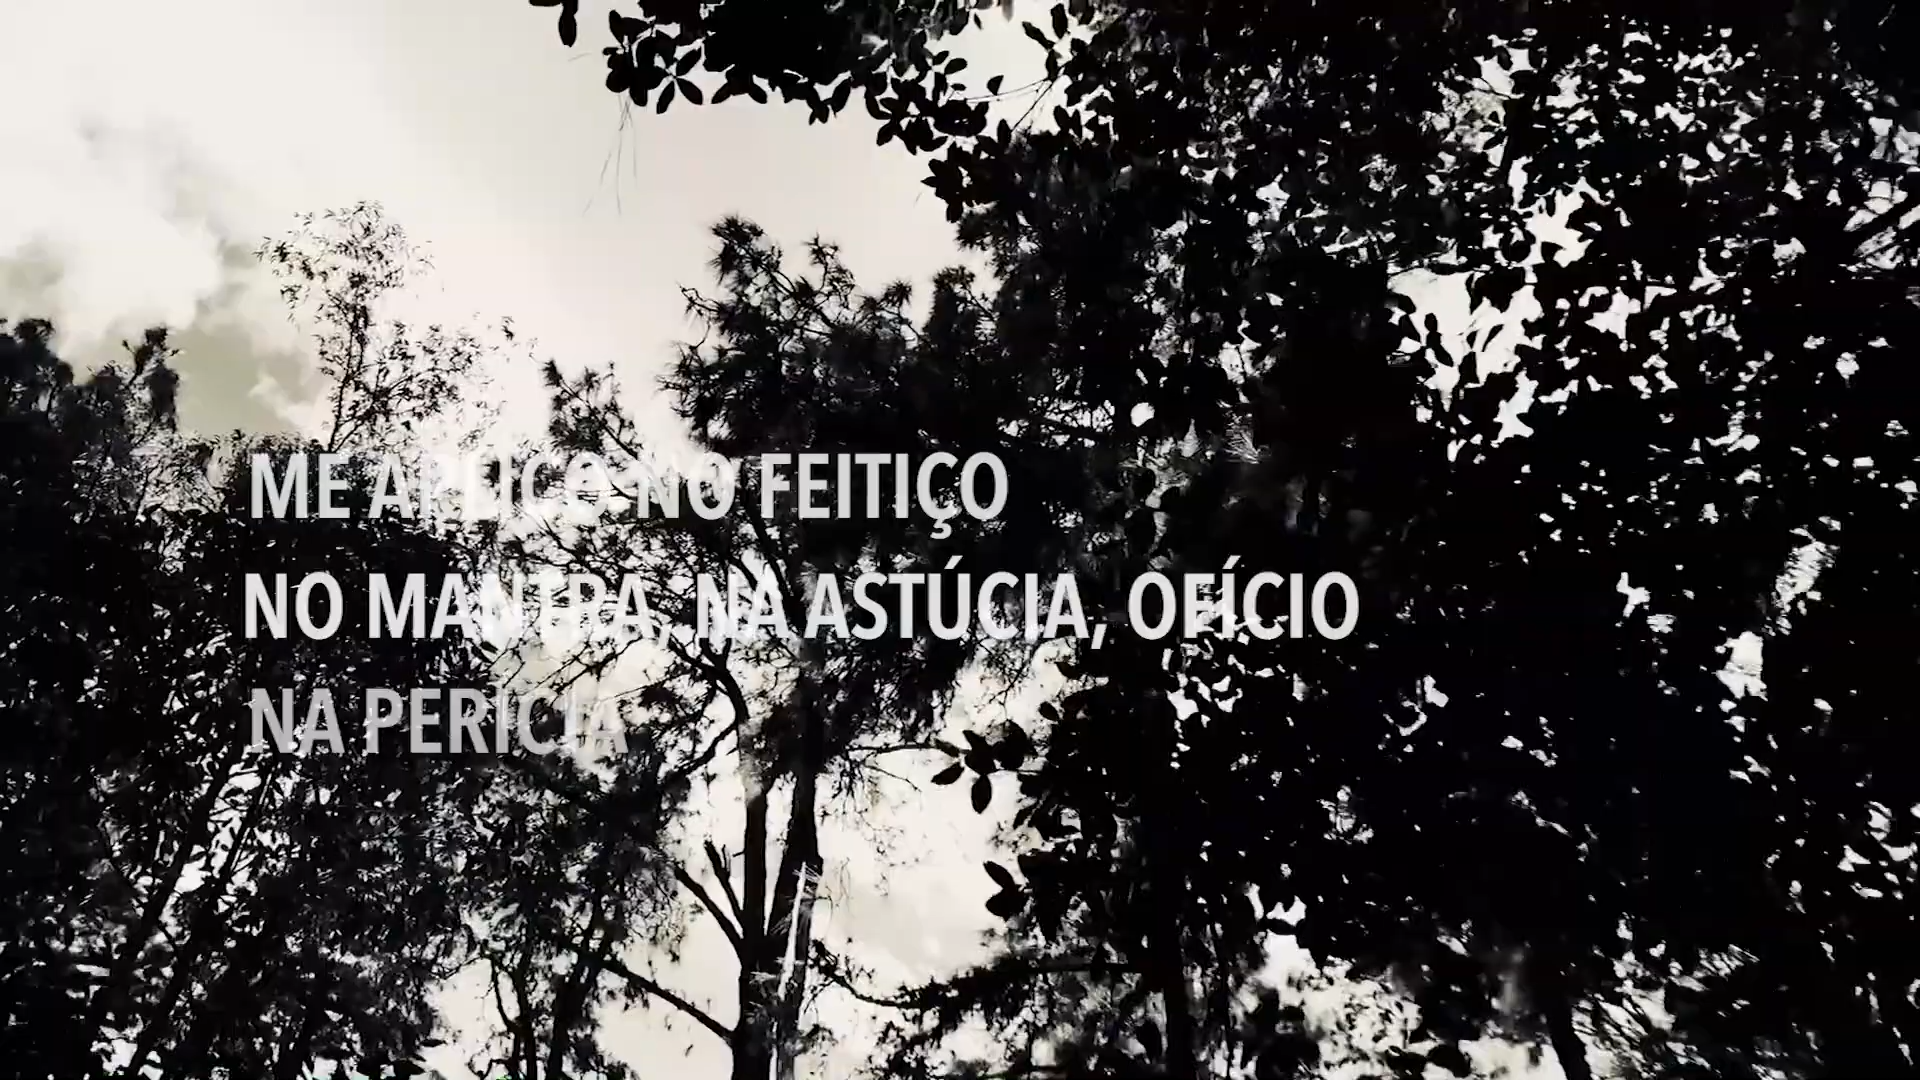 ME APLICO NO FEITIÇO
NO MANTRA, NA ASTÚCIA, OFÍCIO
NA PERÍCIA